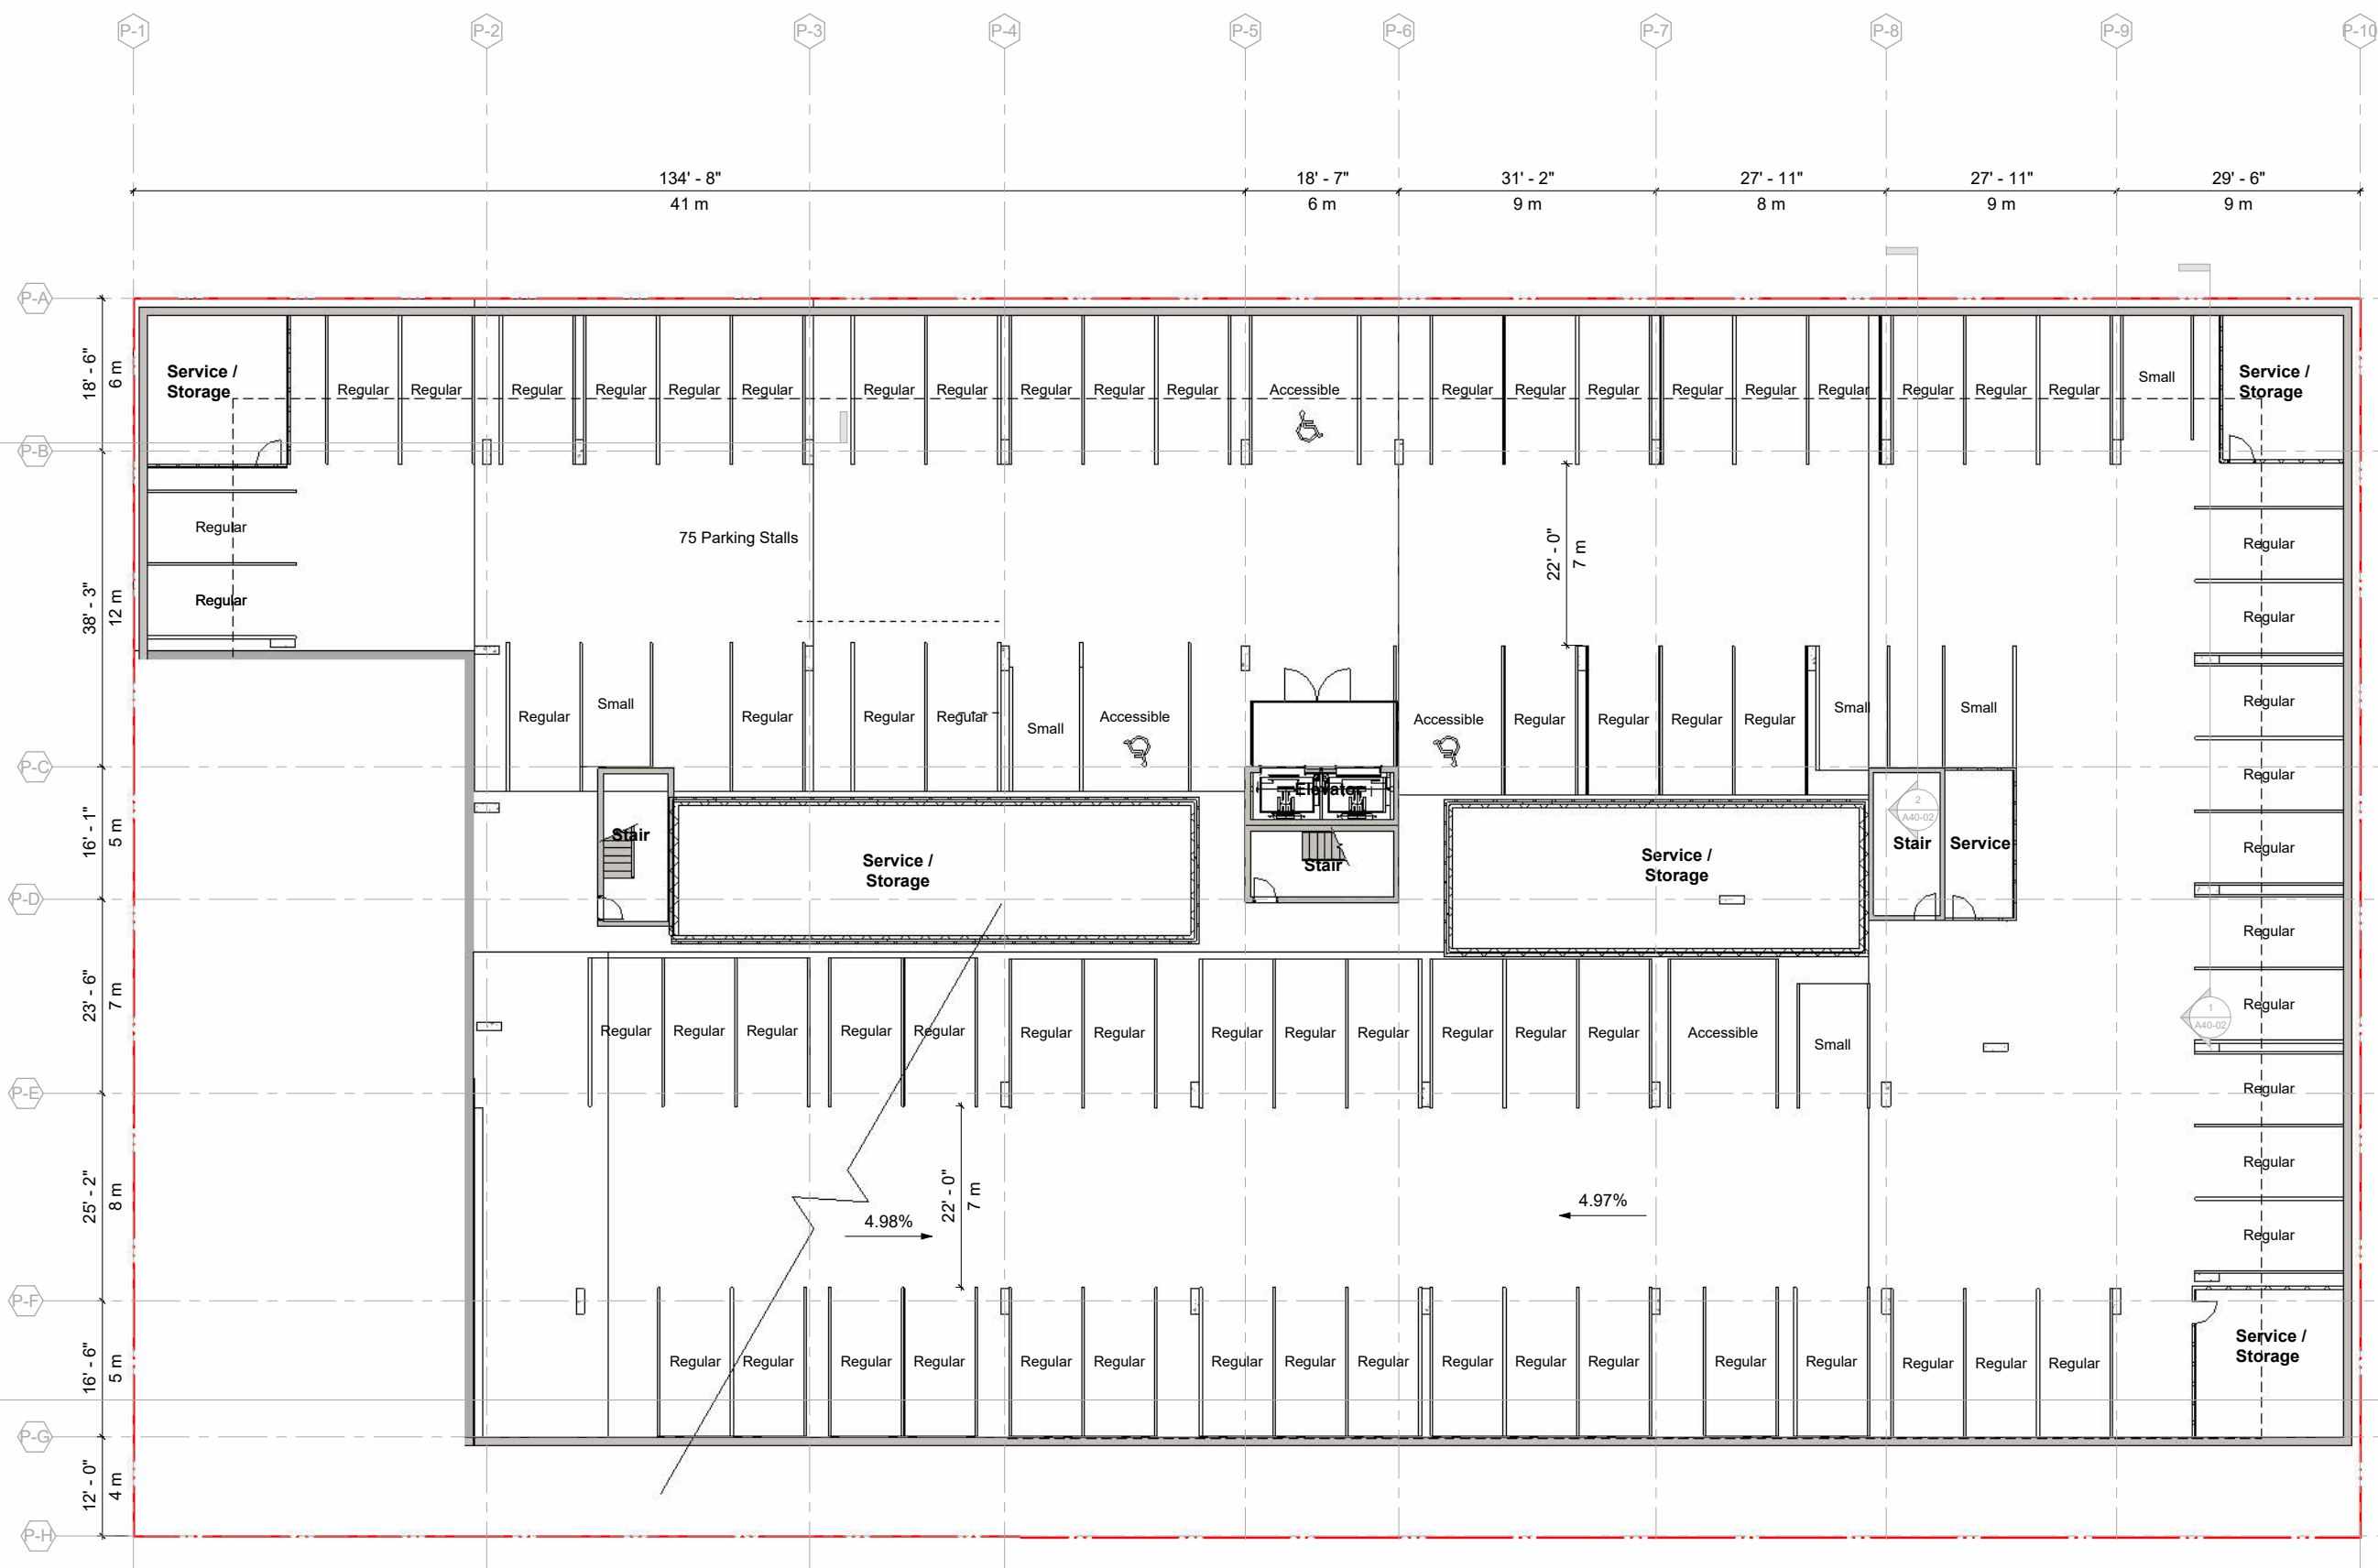 P-1 P-2 P-3 P-4 P-5 P-6 P-7 P-8 P-9 P-10
134' - 8" 18' - 7" 31' - 2" 27' - 11" 27' - 11" 29' - 6"
41 m 6 m 9 m 8 m 9 m 9 m
P-A
18' - 6"
6 m
Service /
Storage
Regular Regular Regular Regular Regular Regular Regular Regular Regular Regular Regular Accessible Regular Regular Regular Regular Regular Regular Regular Regular Regular Small
Service /
Storage
P-B
Regular
75 Parking Stalls
22' - 0"
7 m
Regular
38' - 3"
12 m
Regular
Regular
Regular Small Regular Regular Regular Small Accessible Accessible Regular Regular Regular Regular Small Small
Regular
P-C
Regular
Elevator
16' - 1"
5 m
Stair
Service /
Storage
Stair
Service /
Storage
2
A40-02
Stair
Service
Regular
P-D
Regular
23' - 6"
7 m
Regular Regular Regular Regular Regular Regular Regular Regular Regular Regular Regular Regular Regular Accessible Small
Regular
1
A40-02
P-E
Regular
25' - 2"
8 m
22' - 0"
7 m
4.98%
4.97%
Regular
Regular
P-F
16' - 6"
5 m
Regular Regular Regular Regular Regular Regular Regular Regular Regular Regular Regular Regular Regular Regular Regular Regular Regular
Service /
Storage
P-G
12' - 0"
4 m
P-H